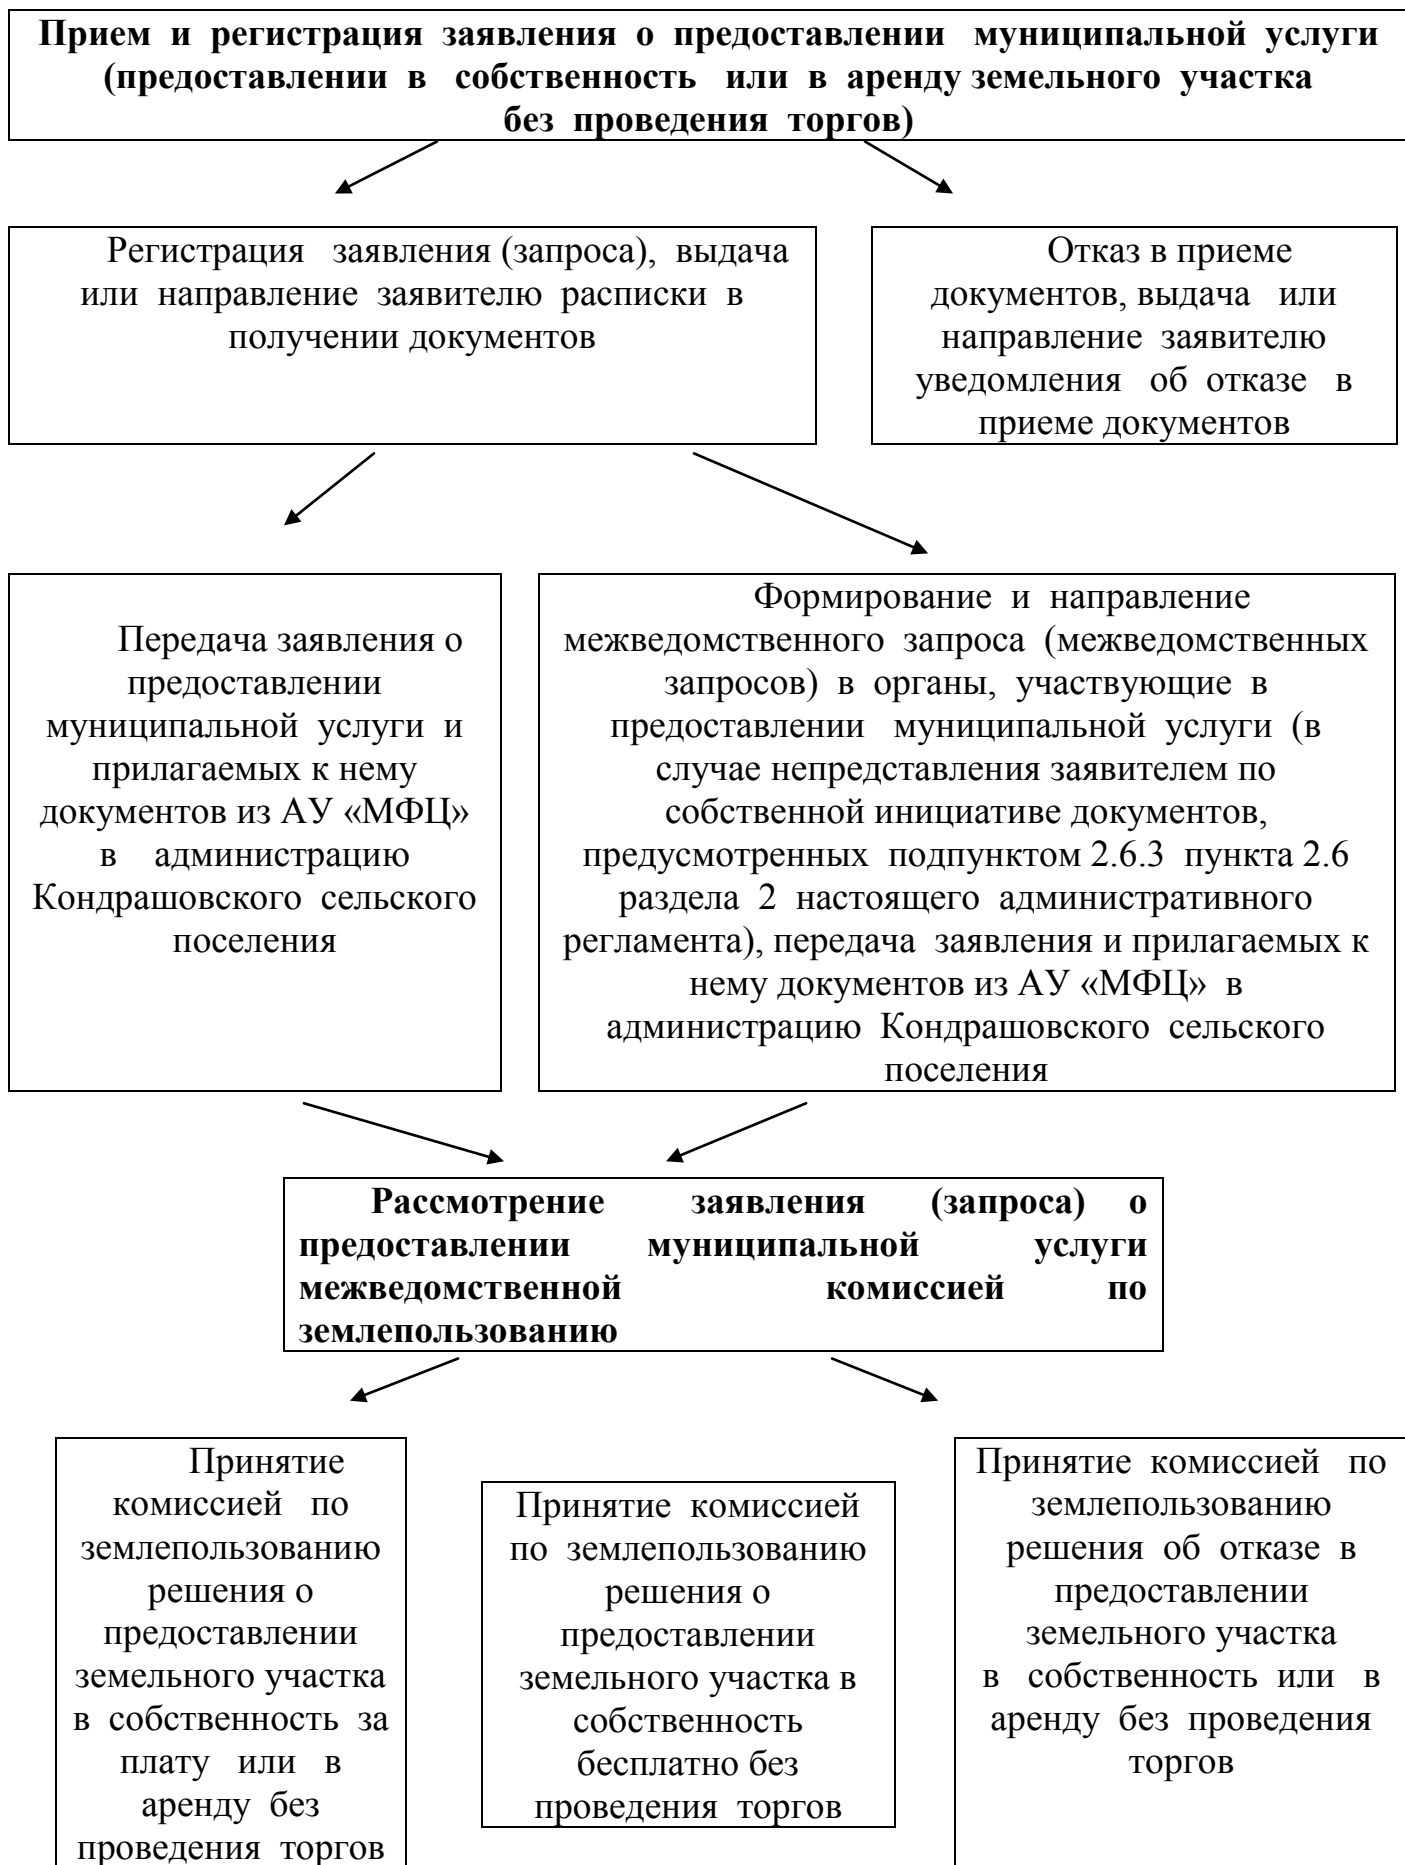 Прием и регистрация заявления о предоставлении муниципальной услуги
(предоставлении в собственность или в аренду земельного участка
без проведения торгов)
Регистрация заявления (запроса), выдача
или направление заявителю расписки в
получении документов
Отказ в приеме
документов, выдача или
направление заявителю
уведомления об отказе в
приеме документов
Передача заявления о
предоставлении
муниципальной услуги и
прилагаемых к нему
документов из АУ «МФЦ»
в администрацию
Кондрашовского сельского
поселения
Формирование и направление
межведомственного запроса (межведомственных
запросов) в органы, участвующие в
предоставлении муниципальной услуги (в
случае непредставления заявителем по
собственной инициативе документов,
предусмотренных подпунктом 2.6.3 пункта 2.6
раздела 2 настоящего административного
регламента), передача заявления и прилагаемых к
нему документов из АУ «МФЦ» в
администрацию Кондрашовского сельского
поселения
Рассмотрение заявления (запроса) о
предоставлении муниципальной услуги
межведомственной комиссией по
землепользованию
Принятие
комиссией по
землепользованию
решения о
предоставлении
земельного участка
в собственность за
плату или в
аренду без
проведения торгов
Принятие комиссией
по землепользованию
решения о
предоставлении
земельного участка в
собственность
бесплатно без
проведения торгов
Принятие комиссией по
землепользованию
решения об отказе в
предоставлении
земельного участка
в собственность или в
аренду без проведения
торгов